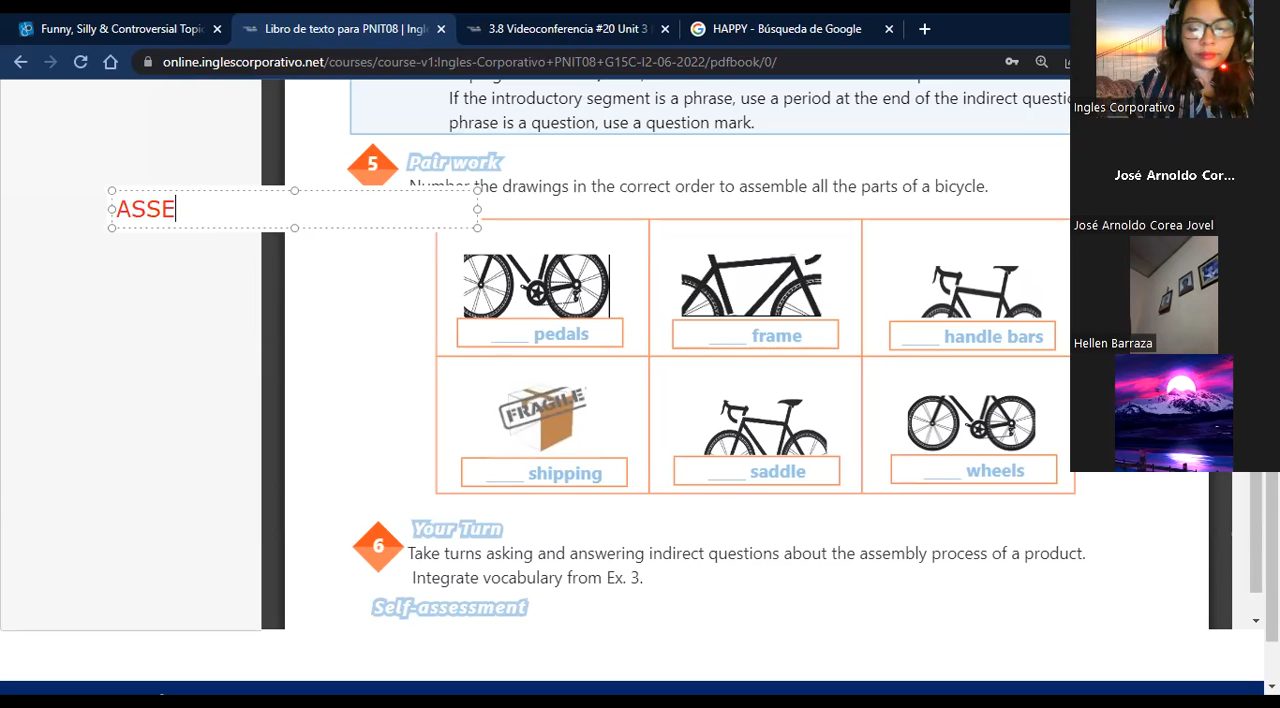 Funny, Silly & Controversial Topic
Libro de texto para PNIT08 | Ingl
3.8 Videoconferencia #20 Unit 3
HAPPY - Búsqueda de Google
online.inglescorporativo.net/courses/course-v1:Ingles-Corporativo+PNIT08+G15C-I2-06-2022/pdfbook/0/
If the introductory segment is a phrase, use a period at the end of the indirect questi
phrase is a question, use a question mark.
Ingles Corporativo
5 Pair work
Number the drawings in the correct order to assemble all the parts of a bicycle.
José Arnoldo Cor...
ASSE
José Arnoldo Corea Jovel
____ pedals
____ frame
____ handle bars
Hellen Barraza
FRAGILE
____ shipping
____ saddle
____ wheels
6 Your Turn
Take turns asking and answering indirect questions about the assembly process of a product.
Integrate vocabulary from Ex. 3.
Self-assessment